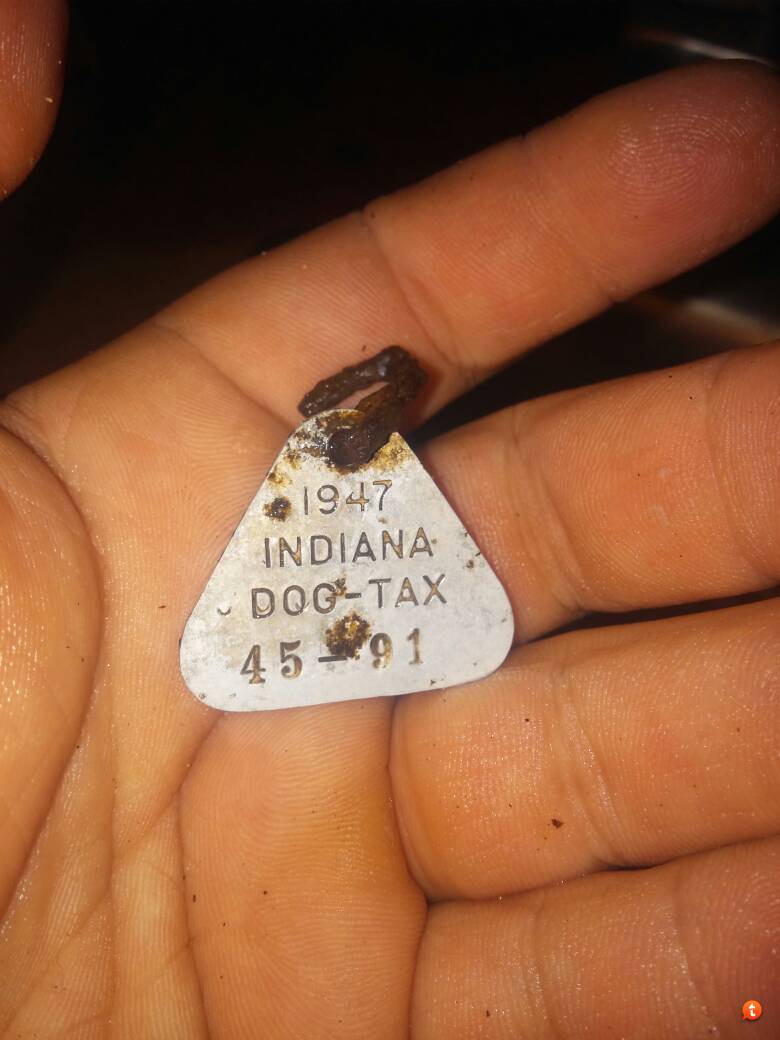 1947
INDIANA
DOG-TAX
45-91
t